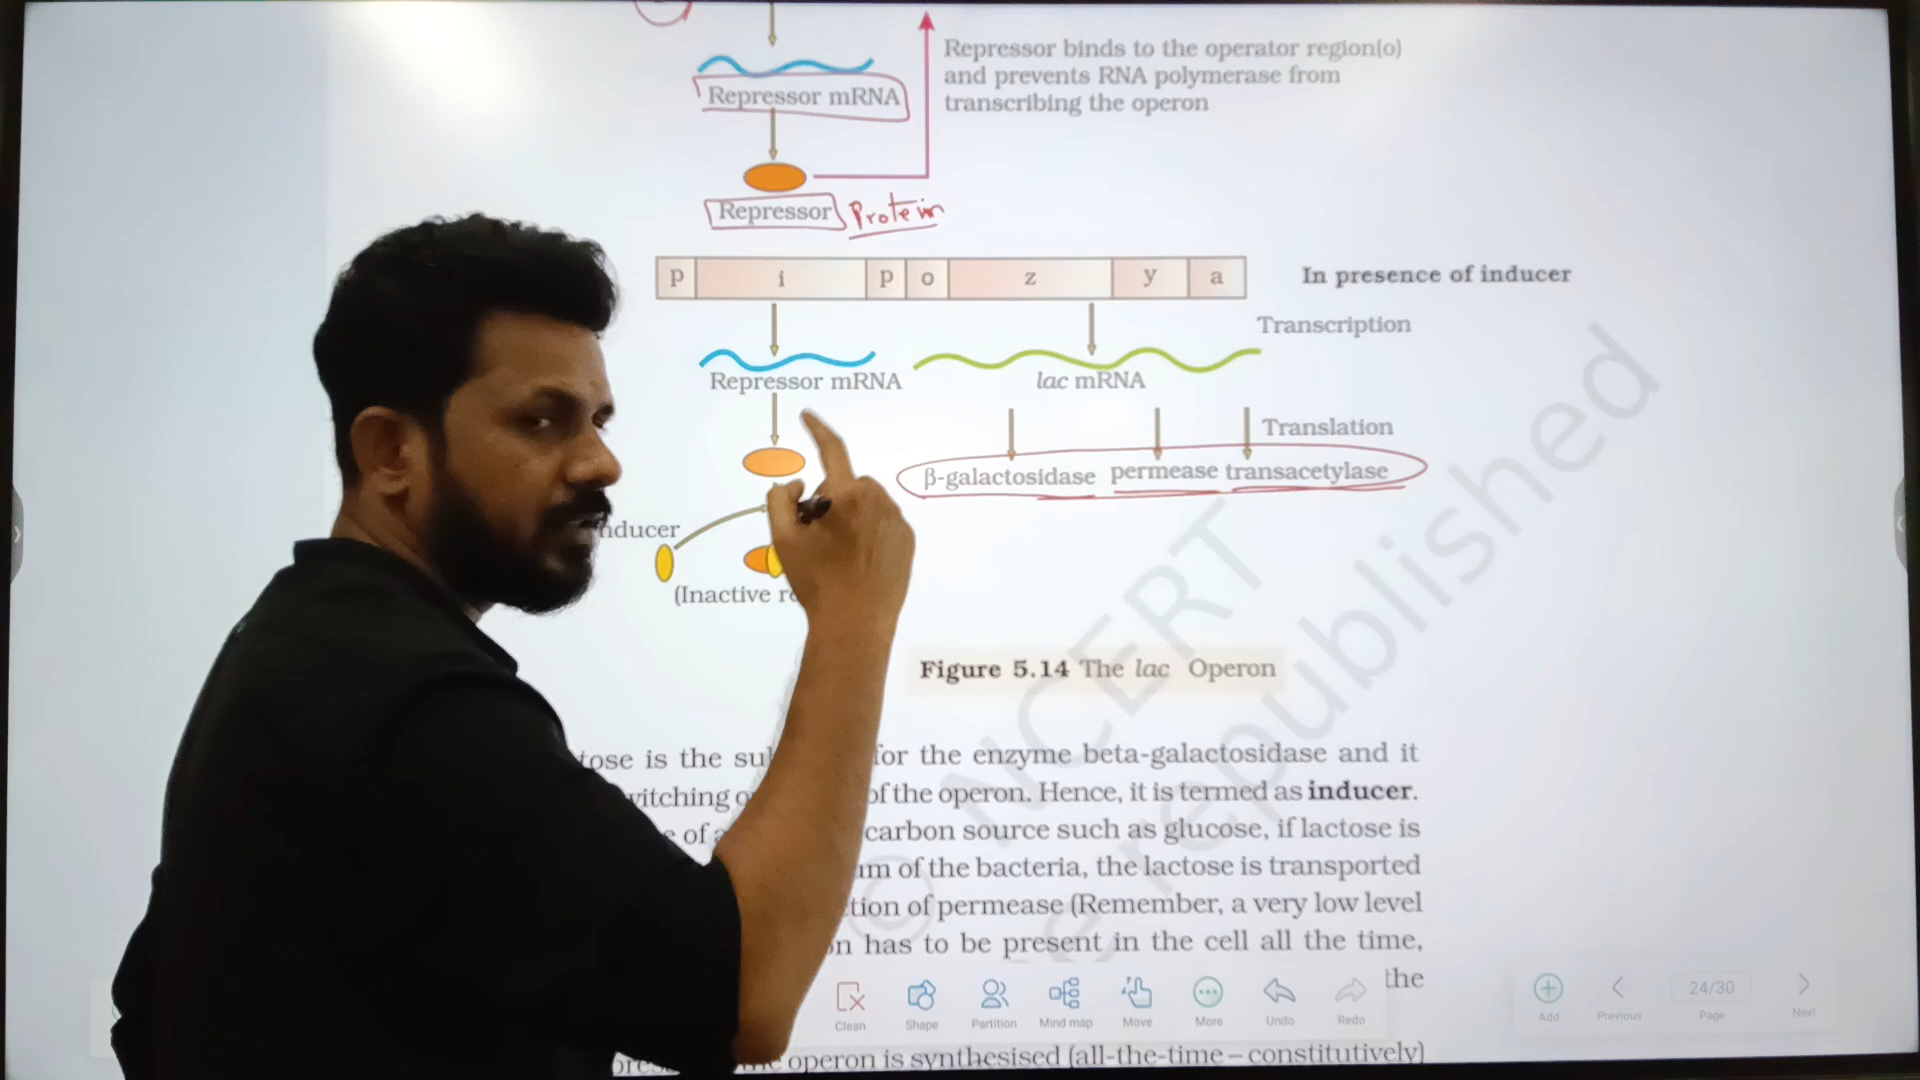 Repressor binds to the operator region(o)
and prevents RNA polymerase from
transcribing the operon
Repressor mRNA
Repressor Protein
p i p o z y a
In presence of inducer
Transcription
Repressor mRNA
lac mRNA
Translation
β-galactosidase permease transacetylase
nducer
(Inactive
Figure 5.14 The lac Operon
tose is the for the enzyme beta-galactosidase and it
witching of the operon. Hence, it is termed as inducer.
of carbon source such as glucose, if lactose is
um of the bacteria, the lactose is transported
tion of permease (Remember, a very low level
on has to be present in the cell all the time,
the
operon is synthesised (all-the-time – constitutively)
© NCERT
republished
Clean Shape Partition Mind map Move More Undo Redo
Add Previous 24/30 Page Next